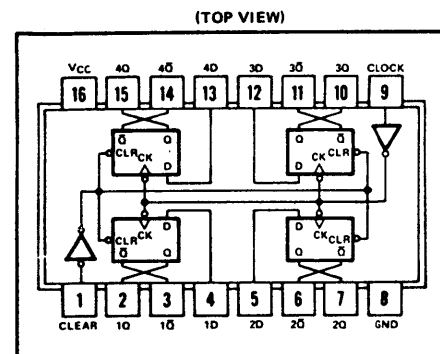 (TOP VIEW)
VCC 4Q 4Q̅ 4D 3D 3Q̅ 3Q CLOCK
16 15 14 13 12 11 10 9
Q̅ Q Q Q̅
CLR CK D D CK CLR
CLR CK D D CK CLR
Q̅ Q Q Q̅
1 2 3 4 5 6 7 8
CLEAR 1Q 1Q̅ 1D 2D 2Q̅ 2Q GND